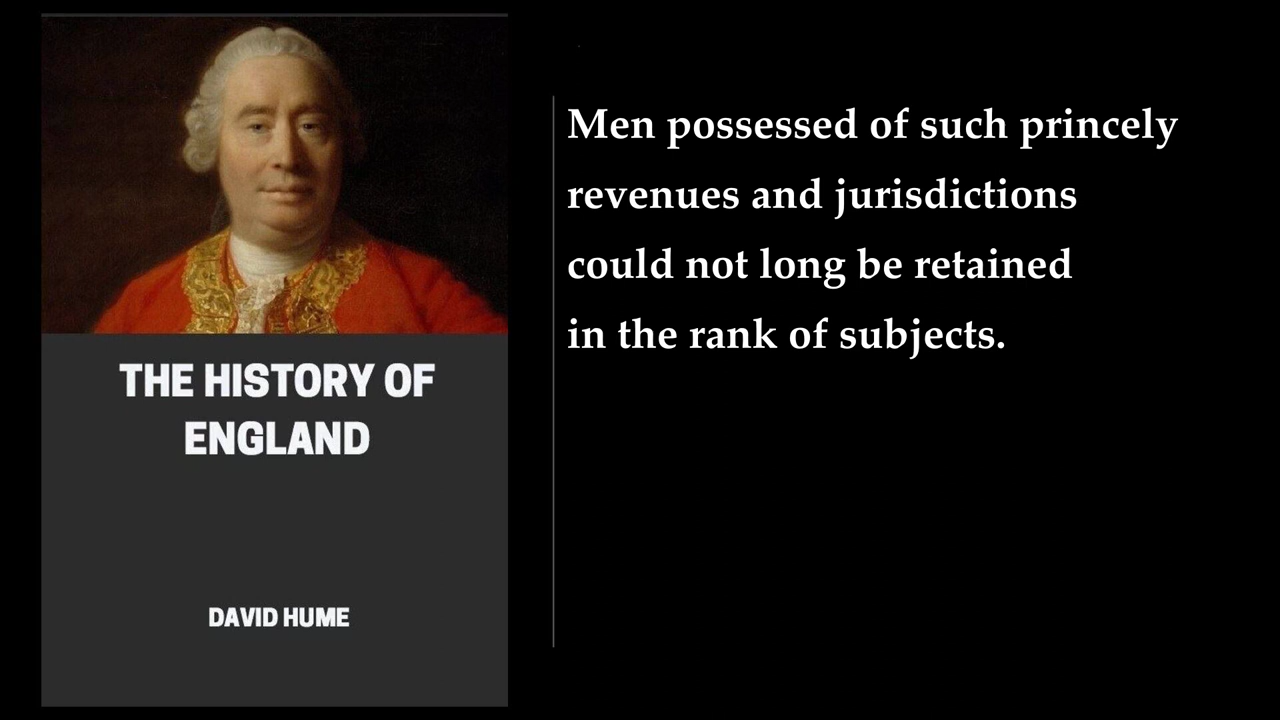 THE HISTORY OF
ENGLAND
DAVID HUME
Men possessed of such princely
revenues and jurisdictions
could not long be retained
in the rank of subjects.